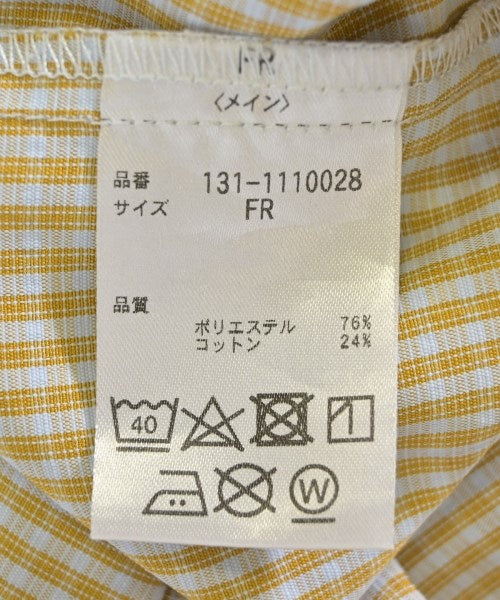 FR
〈メイン〉
品番 131-1110028
サイズ FR
品質
ポリエステル 76%
コットン 24%
40
W